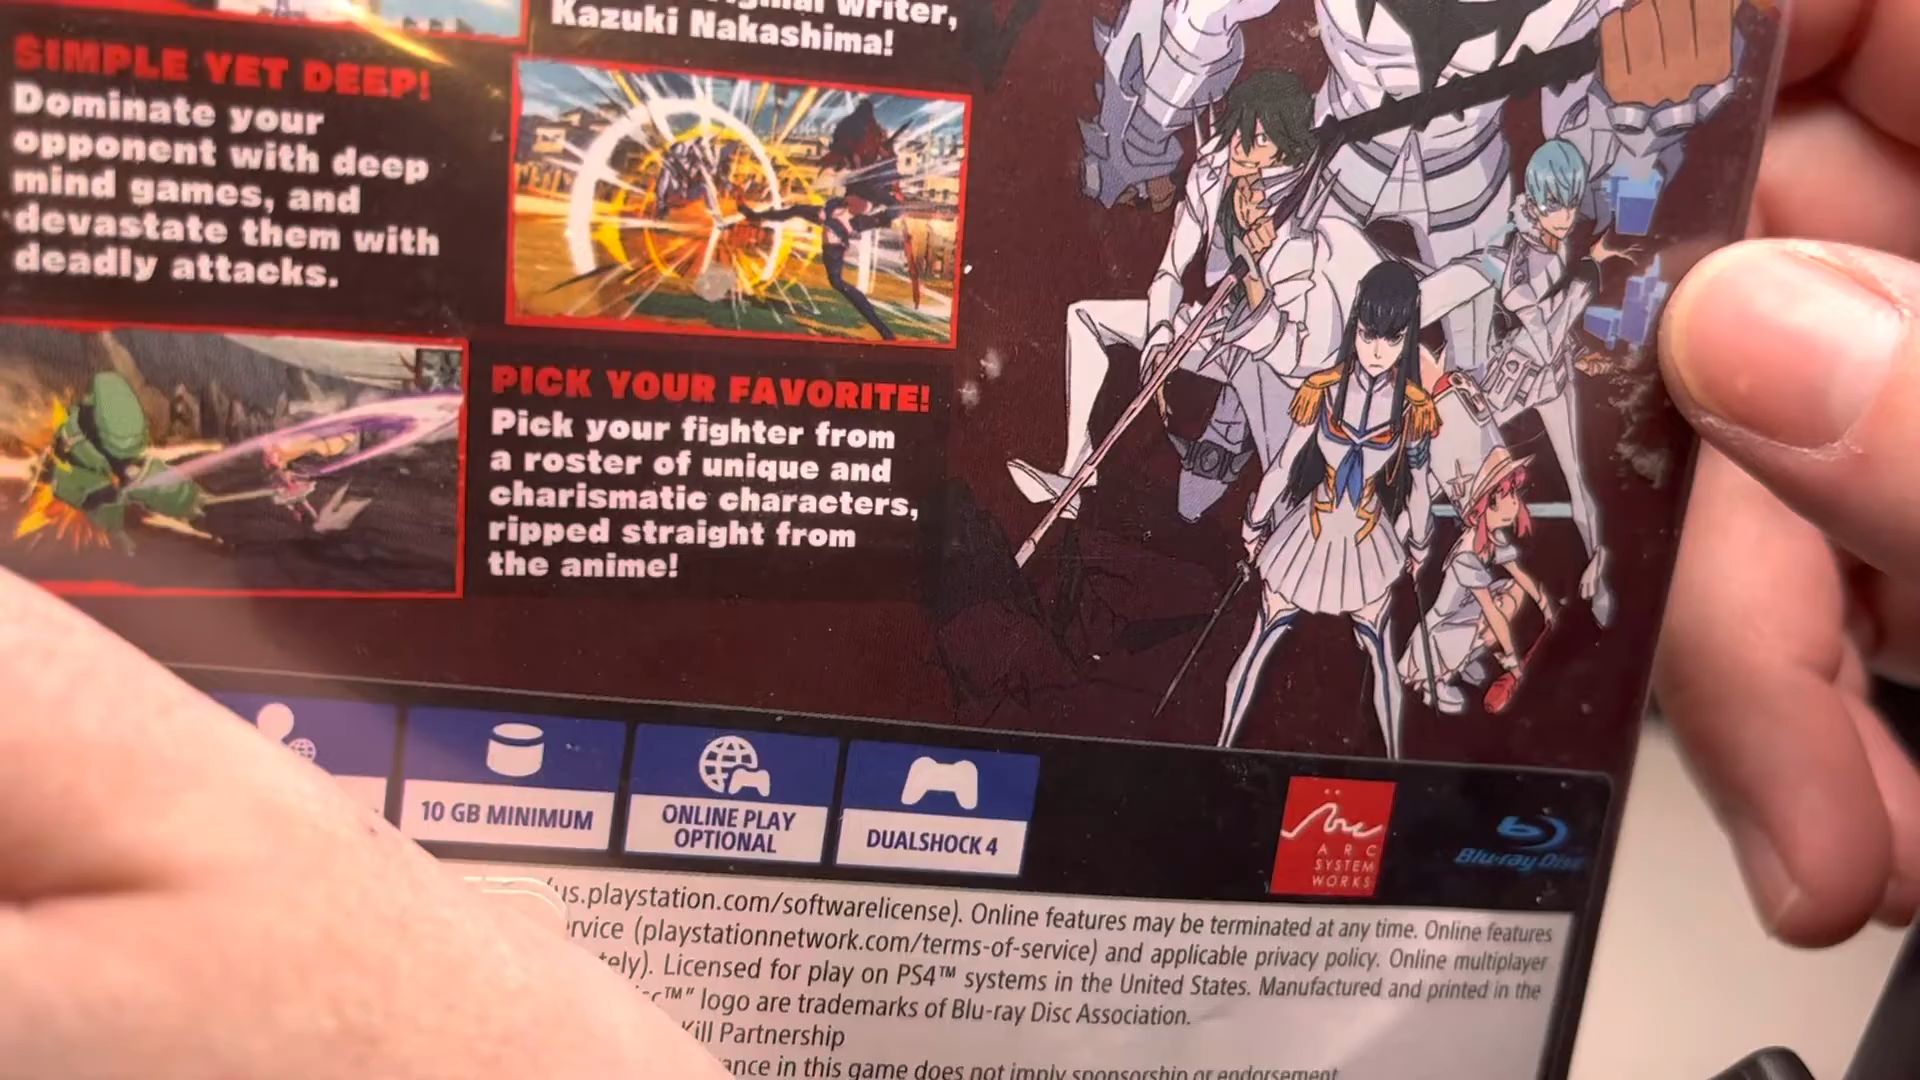 Writer,
Kazuki Nakashima!
SIMPLE YET DEEP!
Dominate your
opponent with deep
mind games, and
devastate them with
deadly attacks.
PICK YOUR FAVORITE!
Pick your fighter from
a roster of unique and
charismatic characters,
ripped straight from
the anime!
10 GB MINIMUM
ONLINE PLAY
OPTIONAL
DUALSHOCK 4
ARC
SYSTEM
WORKS
Blu-ray Disc
us.playstation.com/softwarelicense). Online features may be terminated at any time. Online features
(playstationnetwork.com/terms-of-service) and applicable privacy policy. Online multiplayer
Licensed for play on PS4™ systems in the United States. Manufactured and printed in the
™" logo are trademarks of Blu-ray Disc Association.
Partnership
in this game does not imply sponsorship or endorsement